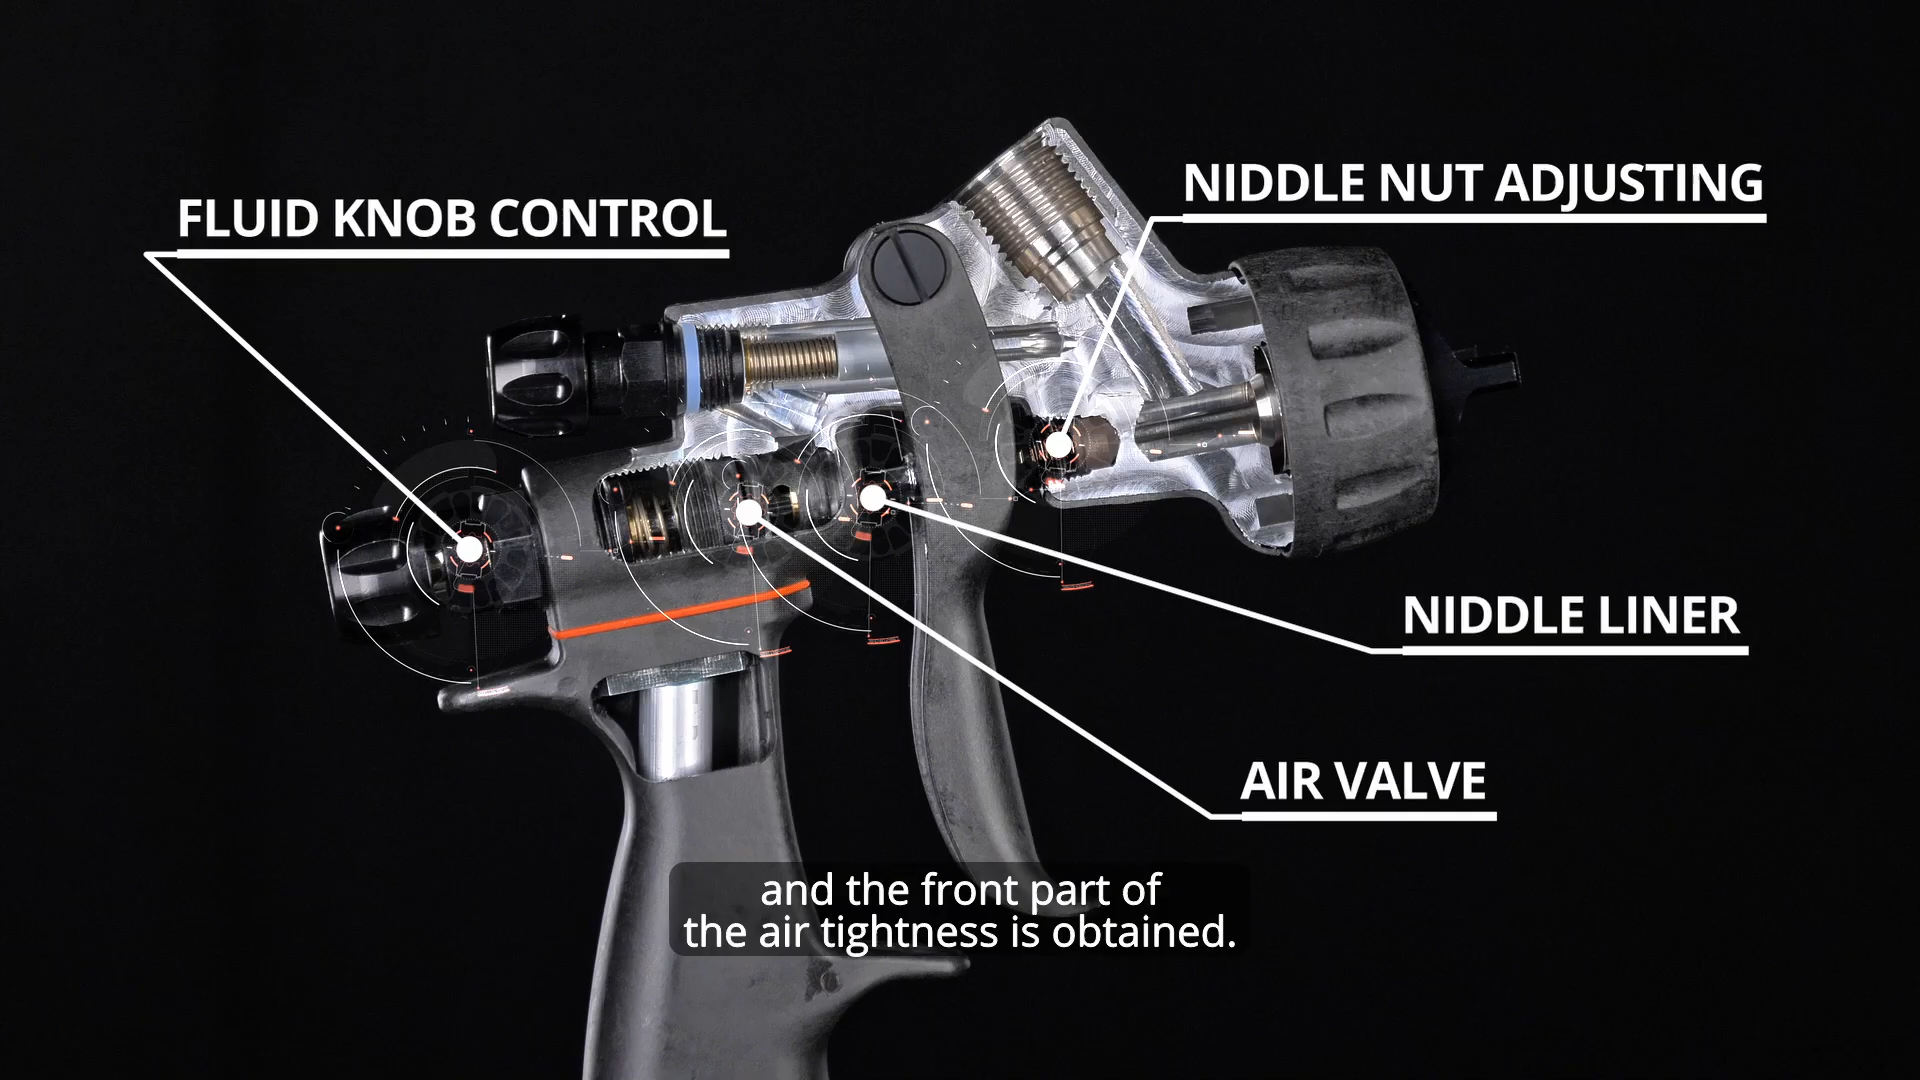 NIDDLE NUT ADJUSTING
FLUID KNOB CONTROL
NIDDLE LINER
AIR VALVE
and the front part of
the air tightness is obtained.